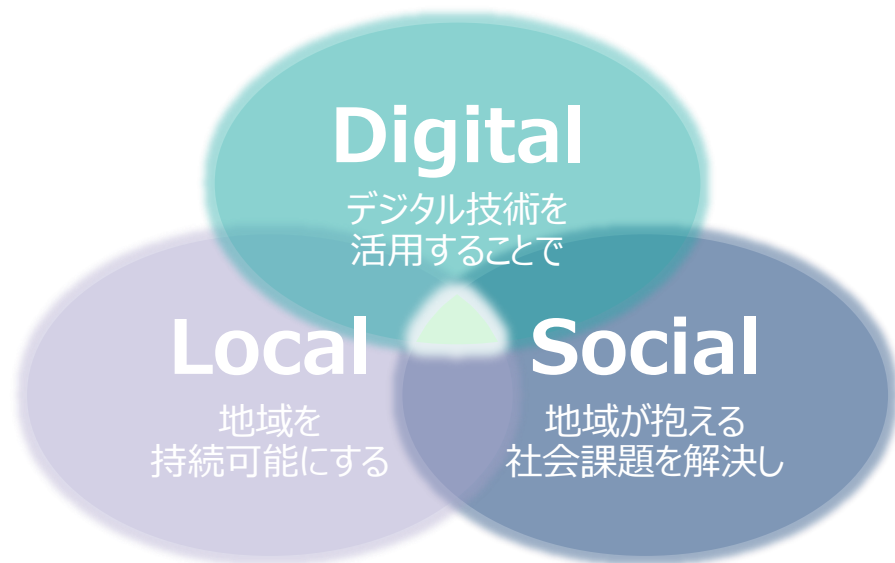 Digital
デジタル技術を
活用することで
Local
地域を
持続可能にする
Social
地域が抱える
社会課題を解決し